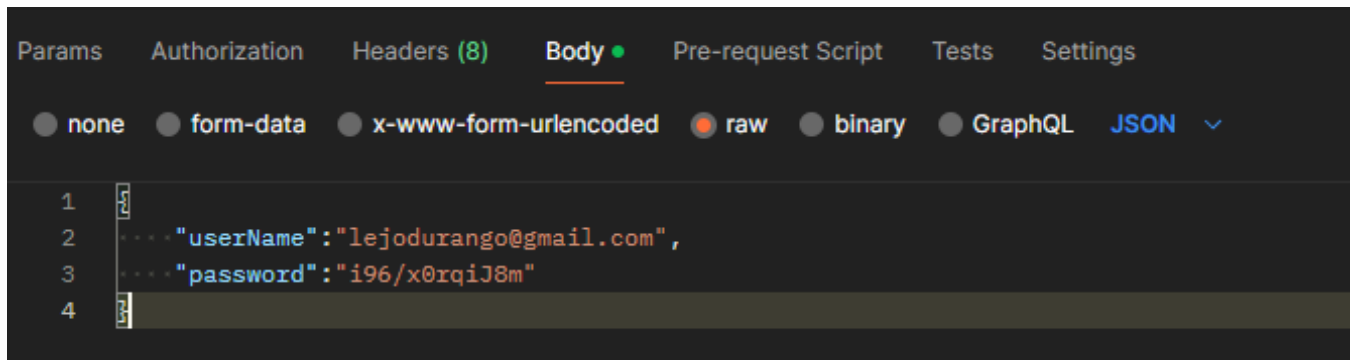 Params Authorization Headers (8) Body Pre-request Script Tests Settings
none form-data x-www-form-urlencoded raw binary GraphQL JSON
1 {
2 "userName":"lejodurango@gmail.com",
3 "password":"i96/x0rqiJ8m"
4 }